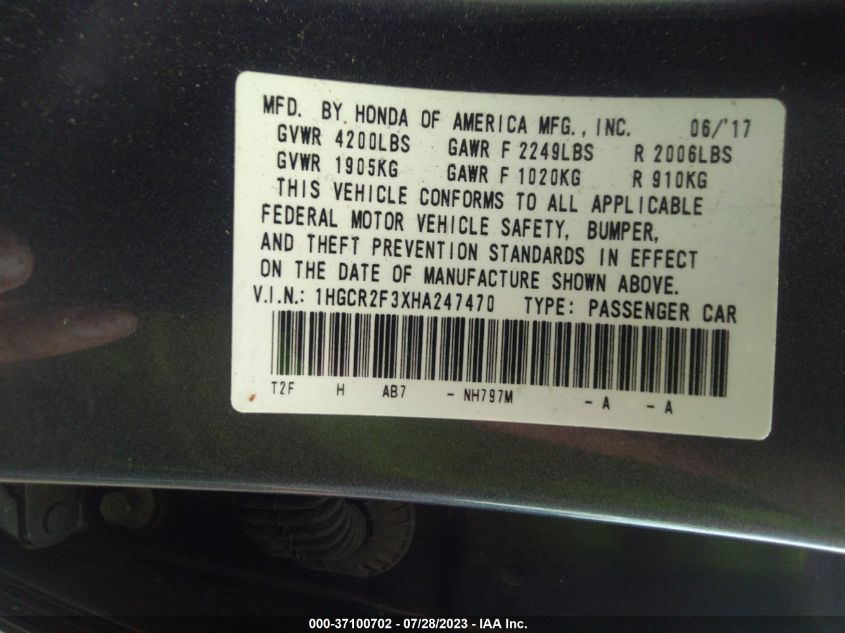 MFD. BY HONDA OF AMERICA MFG., INC. 06/'17
GVWR 4200LBS GAWR F 2249LBS R 2006LBS
GVWR 1905KG GAWR F 1020KG R 910KG
THIS VEHICLE CONFORMS TO ALL APPLICABLE
FEDERAL MOTOR VEHICLE SAFETY, BUMPER,
AND THEFT PREVENTION STANDARDS IN EFFECT
ON THE DATE OF MANUFACTURE SHOWN ABOVE.
V.I.N.: 1HGCR2F3XHA247470 TYPE: PASSENGER CAR
T2F H AB7 - NH797M - A - A
000-37100702 / 07/28/2023 - IAA Inc.